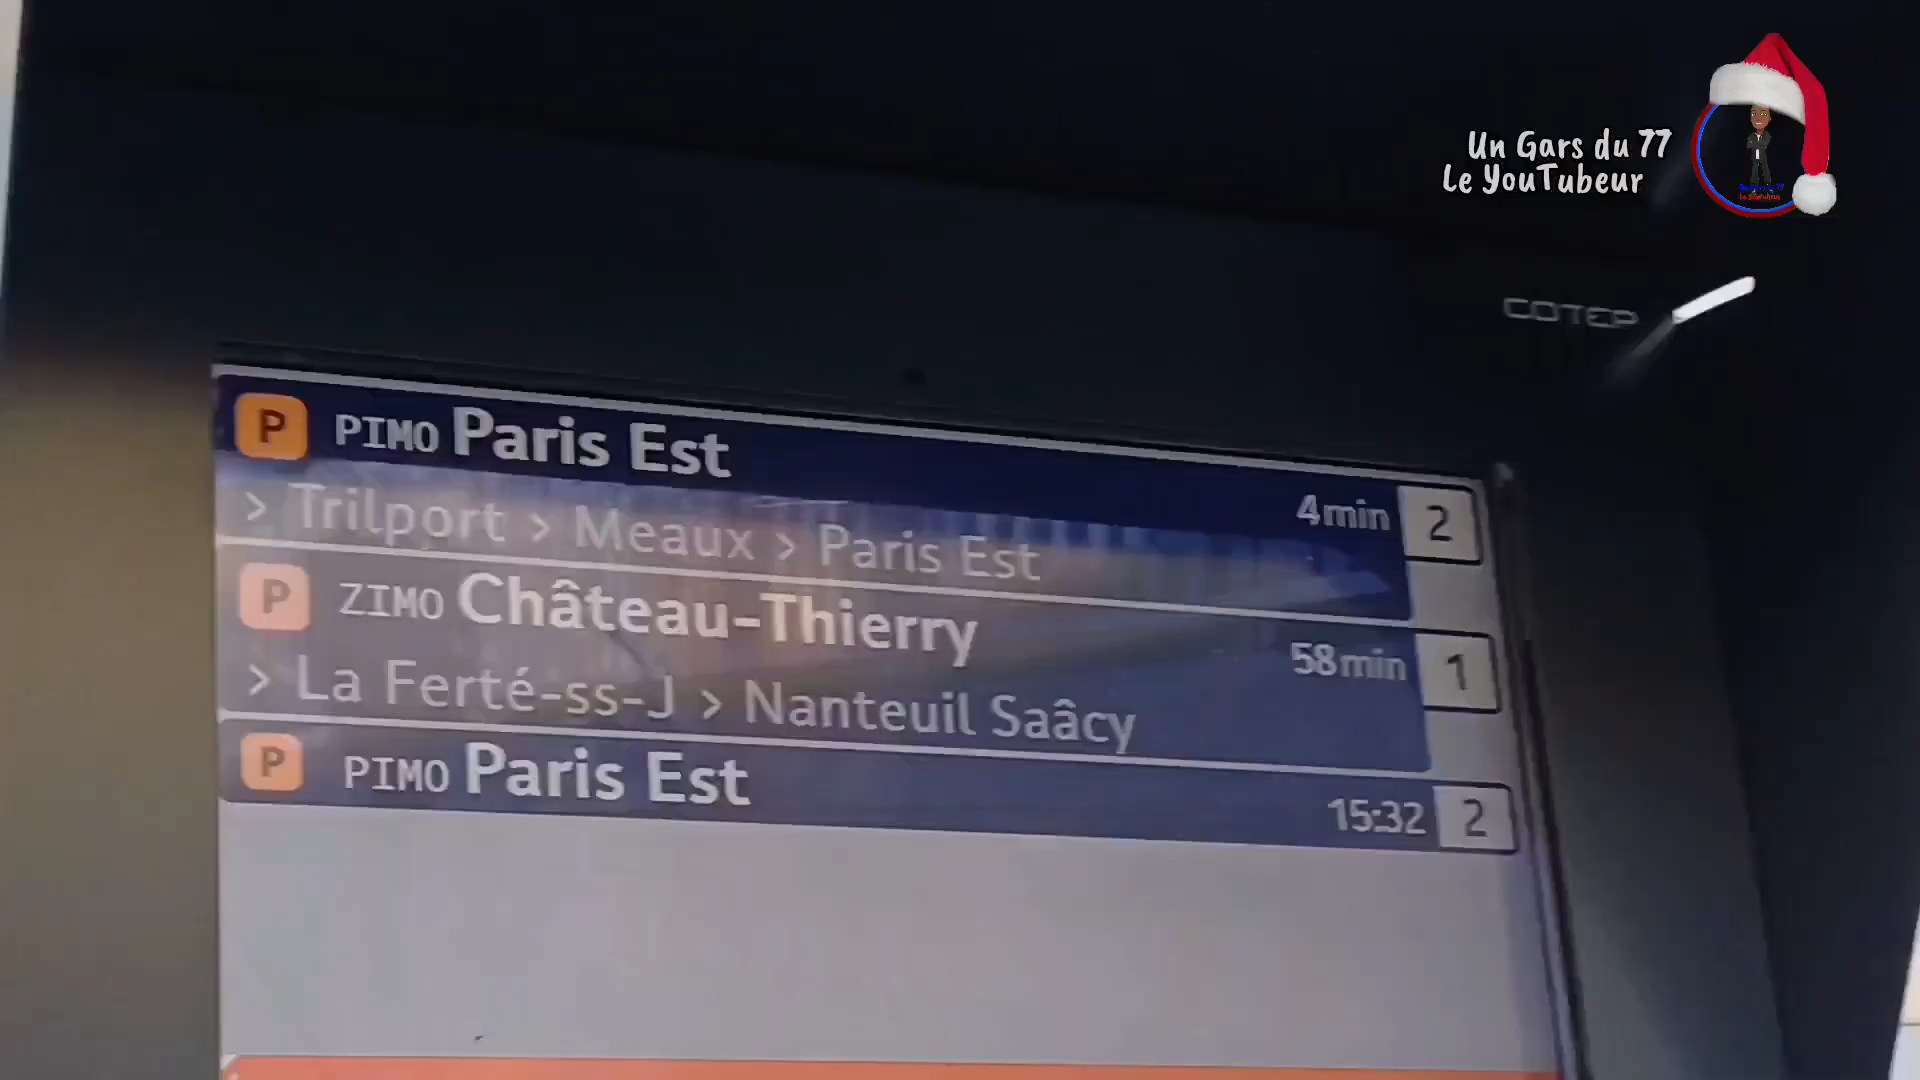 Un Gars du 77
Le YouTubeur
COTEP
P PIMO Paris Est 4min 2
> Trilport > Meaux > Paris Est
P ZIMO Château-Thierry 58min 1
> La Ferté-ss-J > Nanteuil Saâcy
P PIMO Paris Est 15:32 2